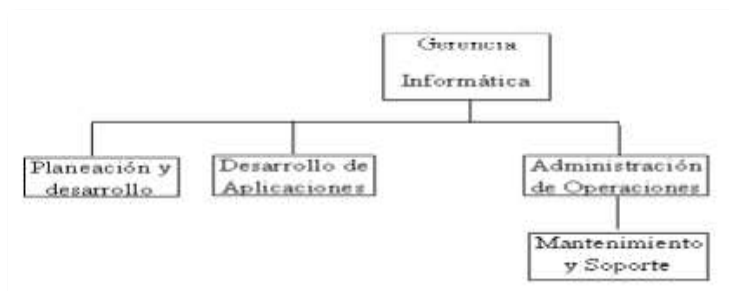 Gerencia
Informática
Planeación y
desarrollo
Desarrollo de
Aplicaciones
Administración
de Operaciones
Mantenimiento
y Soporte